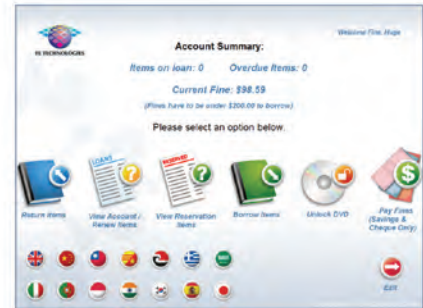 Welcome Fine, Huge
FE TECHNOLOGIES
Account Summary:
Items on loan: 0 Overdue Items: 0
Current Fine: $98.59
(Fines have to be under $200.00 to borrow)
Please select an option below.
LOANS
RESERVED
Return Items
View Account / Renew Items
View Reservation Items
Borrow Items
Unlock DVD
Pay Fines (Savings & Cheque Only)
Exit